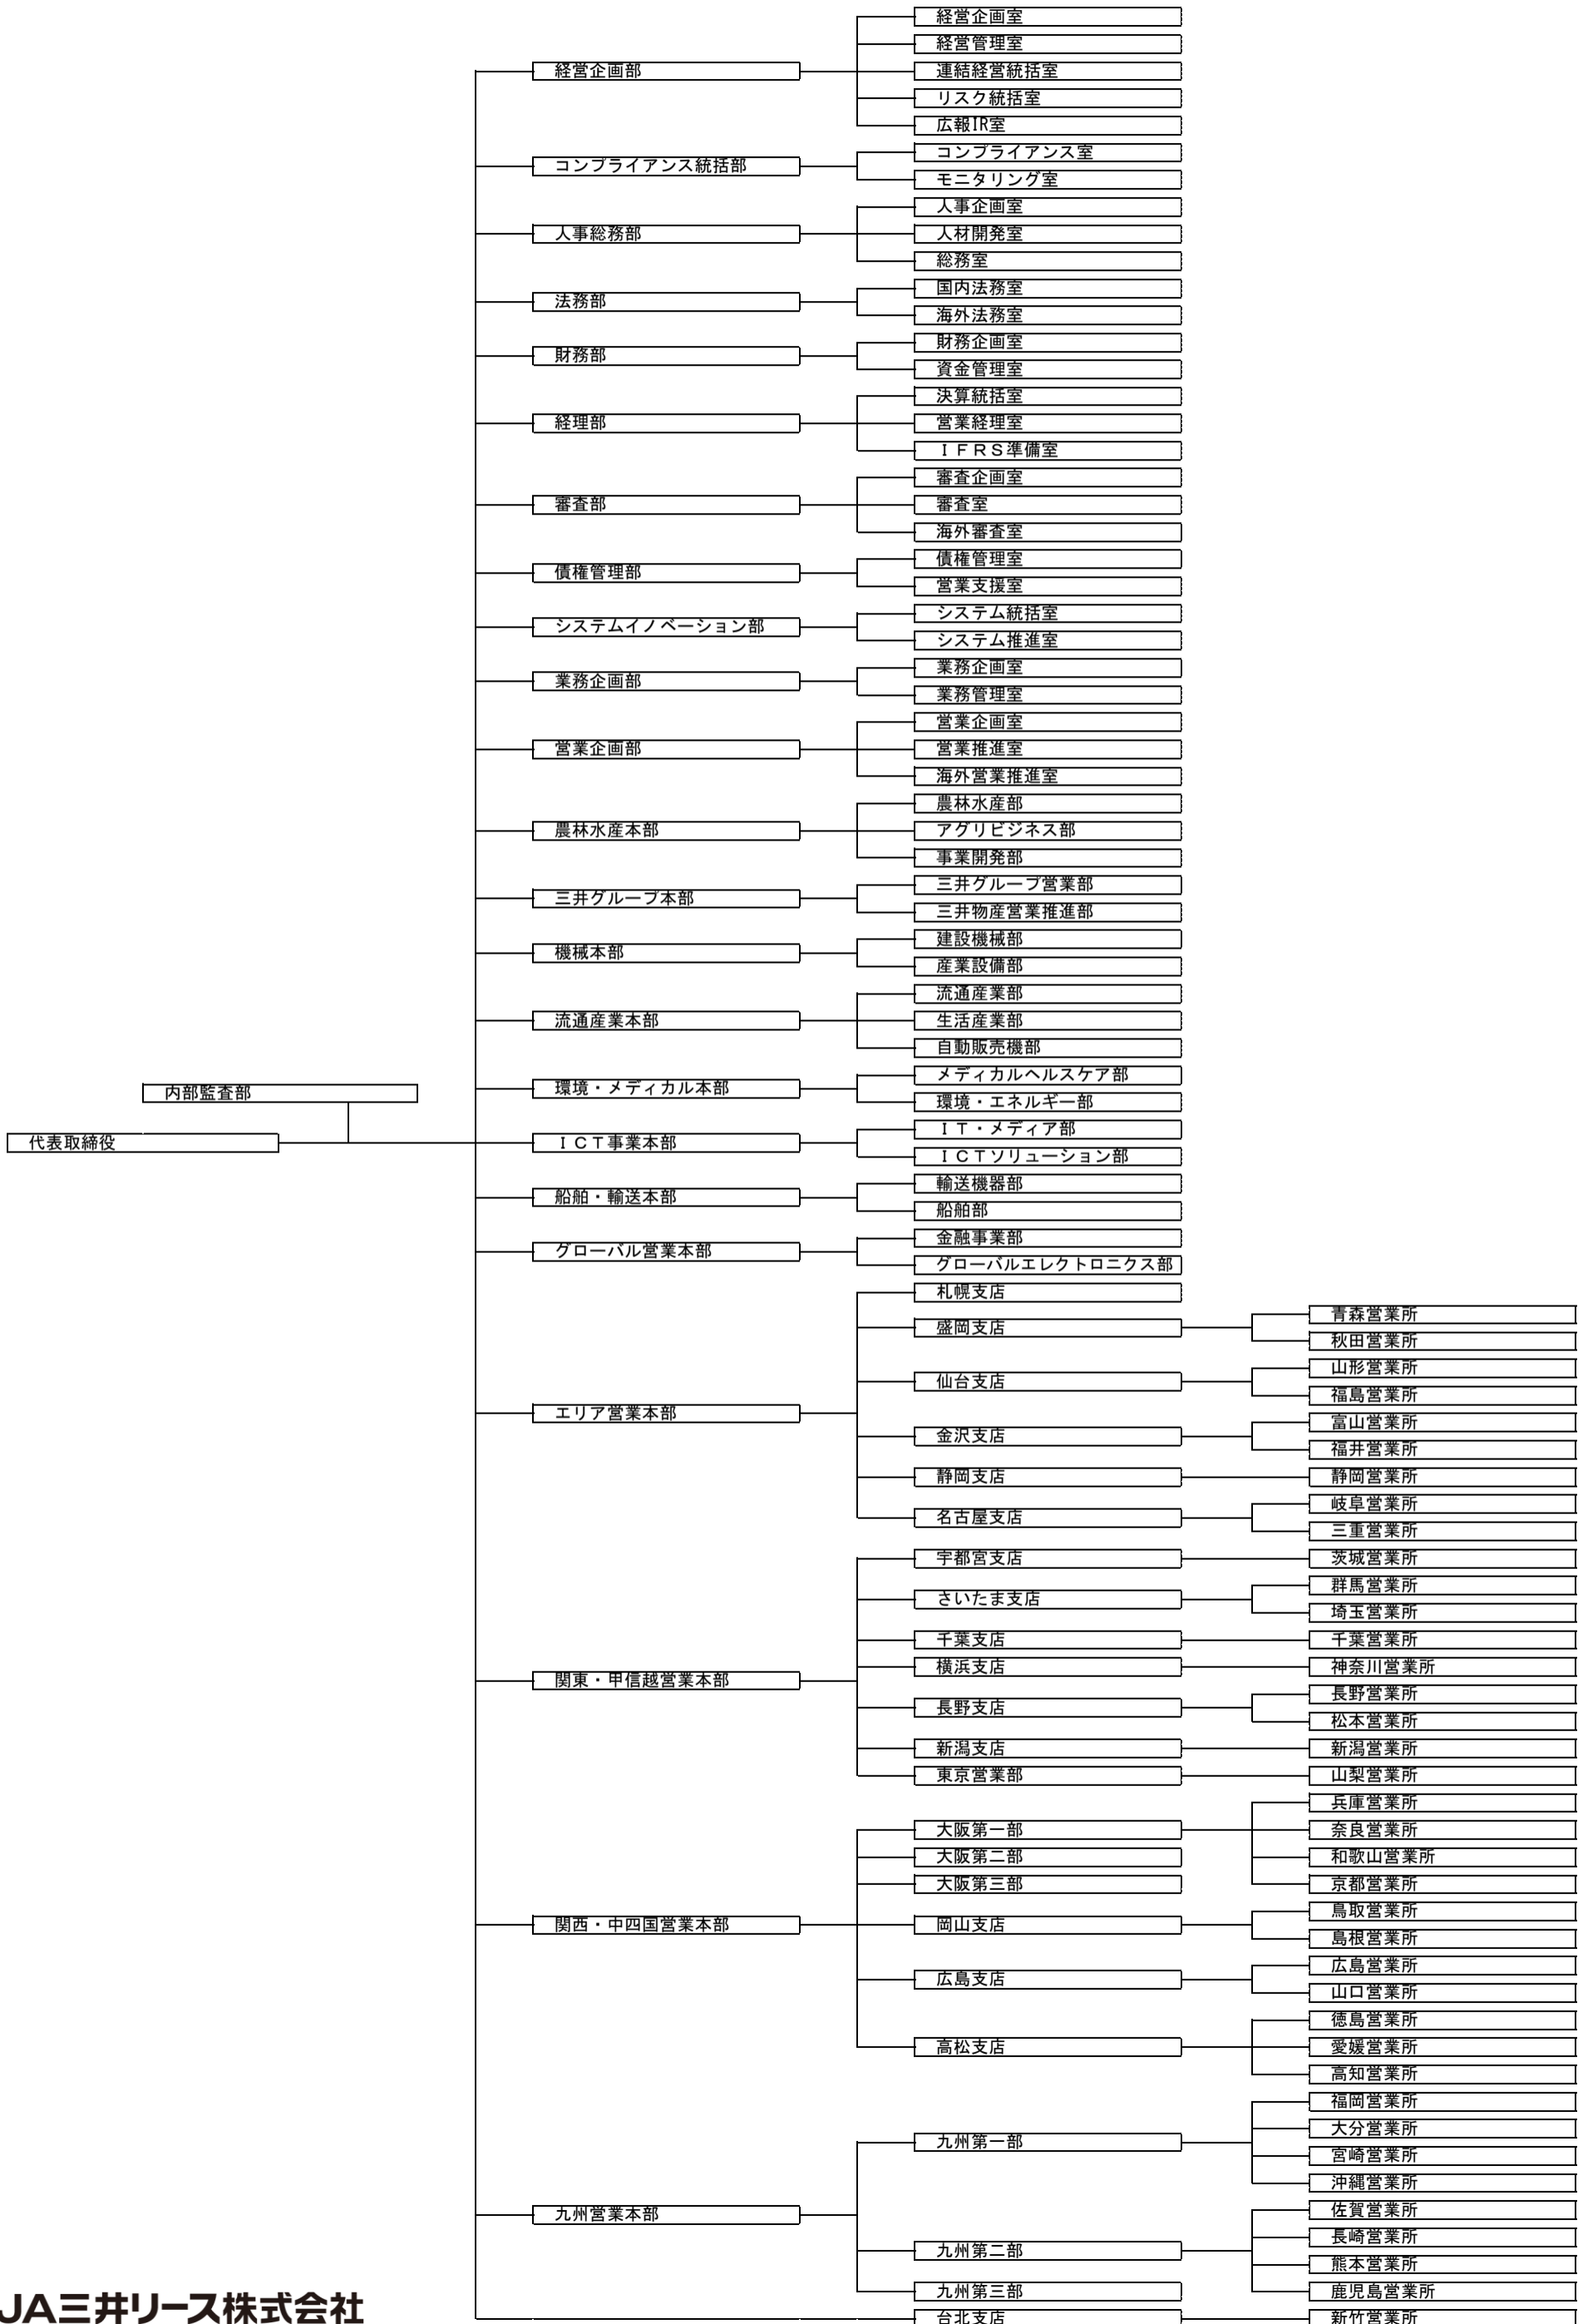 経営企画室
経営管理室
経営企画部
連結経営統括室
リスク統括室
広報IR室
コンプライアンス室
コンプライアンス統括部
モニタリング室
人事企画室
人事総務部
人材開発室
総務室
国内法務室
法務部
海外法務室
財務企画室
財務部
資金管理室
決算統括室
経理部
営業経理室
ＩＦＲＳ準備室
審査企画室
審査部
審査室
海外審査室
債権管理室
債権管理部
営業支援室
システム統括室
システムイノベーション部
システム推進室
業務企画室
業務企画部
業務管理室
営業企画室
営業企画部
営業推進室
海外営業推進室
農林水産部
農林水産本部
アグリビジネス部
事業開発部
三井グループ営業部
三井グループ本部
三井物産営業推進部
建設機械部
機械本部
産業設備部
流通産業部
流通産業本部
生活産業部
自動販売機部
メディカルヘルスケア部
内部監査部
環境・メディカル本部
環境・エネルギー部
ＩＴ・メディア部
代表取締役
ＩＣＴ事業本部
ＩＣＴソリューション部
輸送機器部
船舶・輸送本部
船舶部
金融事業部
グローバル営業本部
グローバルエレクトロニクス部
札幌支店
青森営業所
盛岡支店
秋田営業所
山形営業所
仙台支店
福島営業所
エリア営業本部
富山営業所
金沢支店
福井営業所
静岡支店
静岡営業所
岐阜営業所
名古屋支店
三重営業所
宇都宮支店
茨城営業所
群馬営業所
さいたま支店
埼玉営業所
千葉支店
千葉営業所
横浜支店
神奈川営業所
関東・甲信越営業本部
長野営業所
長野支店
松本営業所
新潟支店
新潟営業所
東京営業部
山梨営業所
兵庫営業所
大阪第一部
奈良営業所
大阪第二部
和歌山営業所
大阪第三部
京都営業所
鳥取営業所
関西・中四国営業本部
岡山支店
島根営業所
広島営業所
広島支店
山口営業所
徳島営業所
高松支店
愛媛営業所
高知営業所
福岡営業所
大分営業所
九州第一部
宮崎営業所
沖縄営業所
九州営業本部
佐賀営業所
長崎営業所
九州第二部
熊本営業所
九州第三部
鹿児島営業所
JA三井リース株式会社
台北支店
新竹営業所